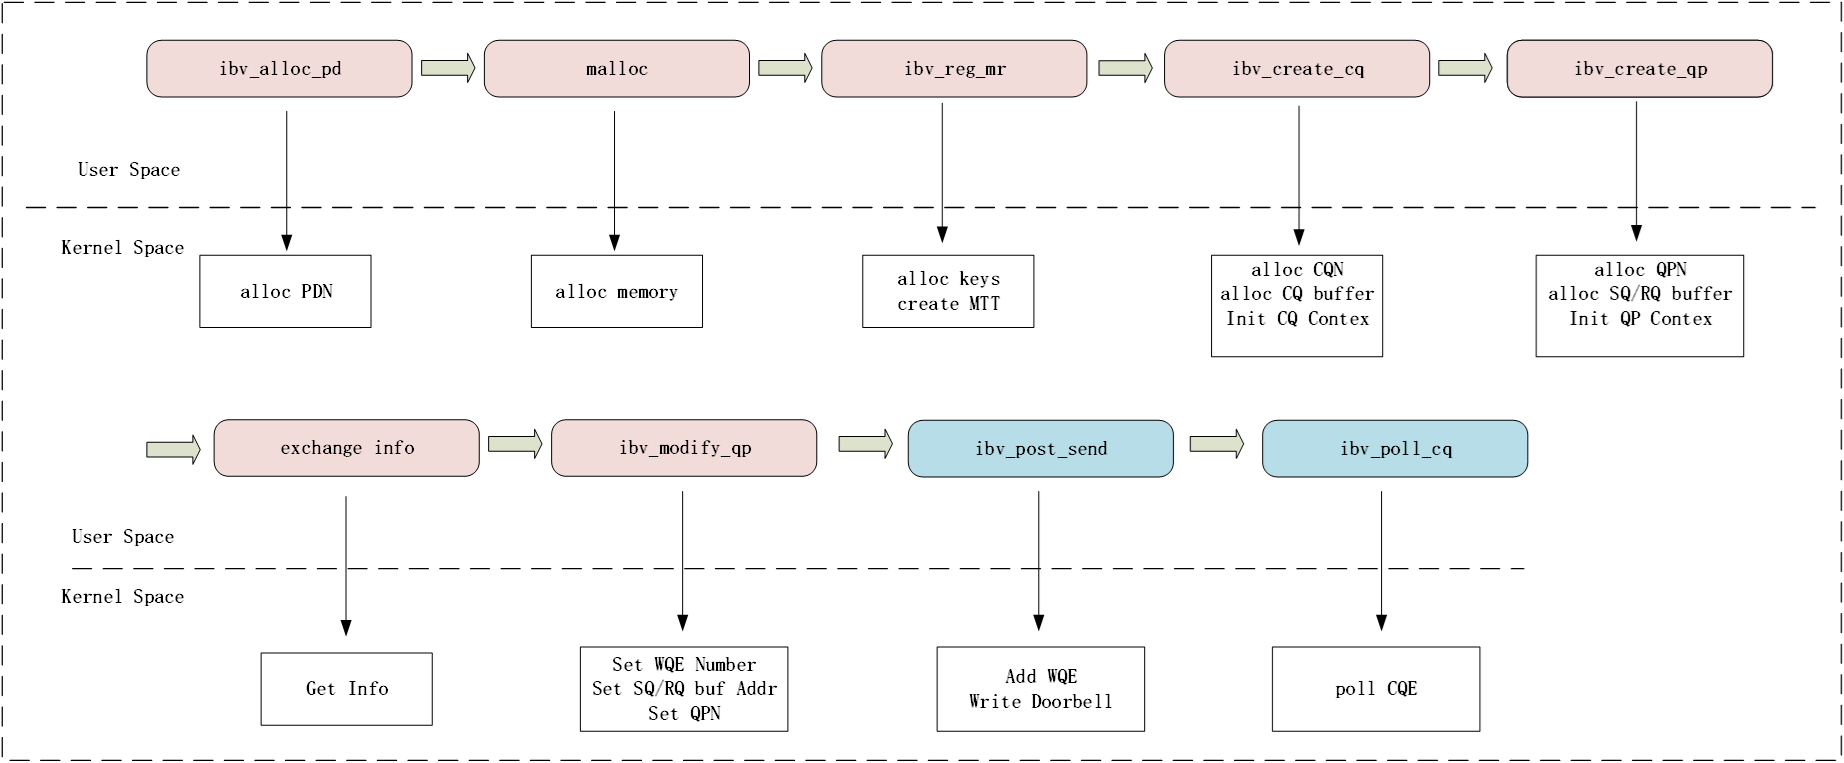 ibv_alloc_pd
malloc
ibv_reg_mr
ibv_create_cq
ibv_create_qp
User Space
Kernel Space
alloc PDN
alloc memory
alloc keys
create MTT
alloc CQN
alloc CQ buffer
Init CQ Contex
alloc QPN
alloc SQ/RQ buffer
Init QP Contex
exchange info
ibv_modify_qp
ibv_post_send
ibv_poll_cq
User Space
Kernel Space
Get Info
Set WQE Number
Set SQ/RQ buf Addr
Set QPN
Add WQE
Write Doorbell
poll CQE